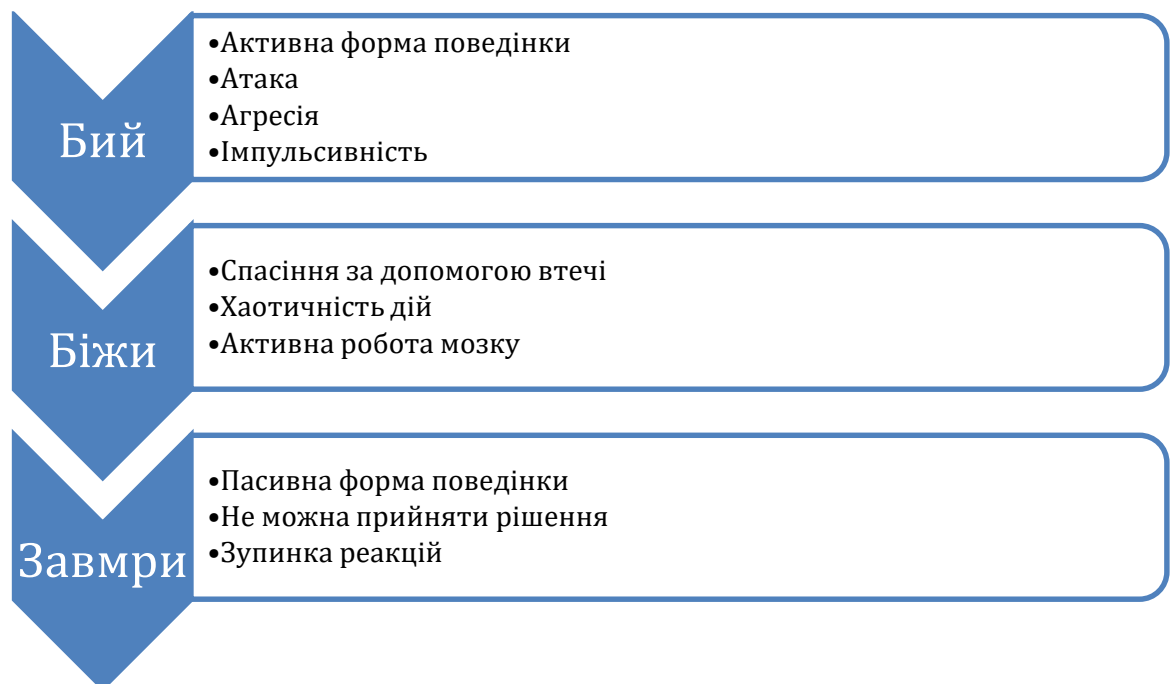 Бий
•Активна форма поведінки
•Атака
•Агресія
•Імпульсивність
Біжи
•Спасіння за допомогою втечі
•Хаотичність дій
•Активна робота мозку
Завмри
•Пасивна форма поведінки
•Не можна прийняти рішення
•Зупинка реакцій